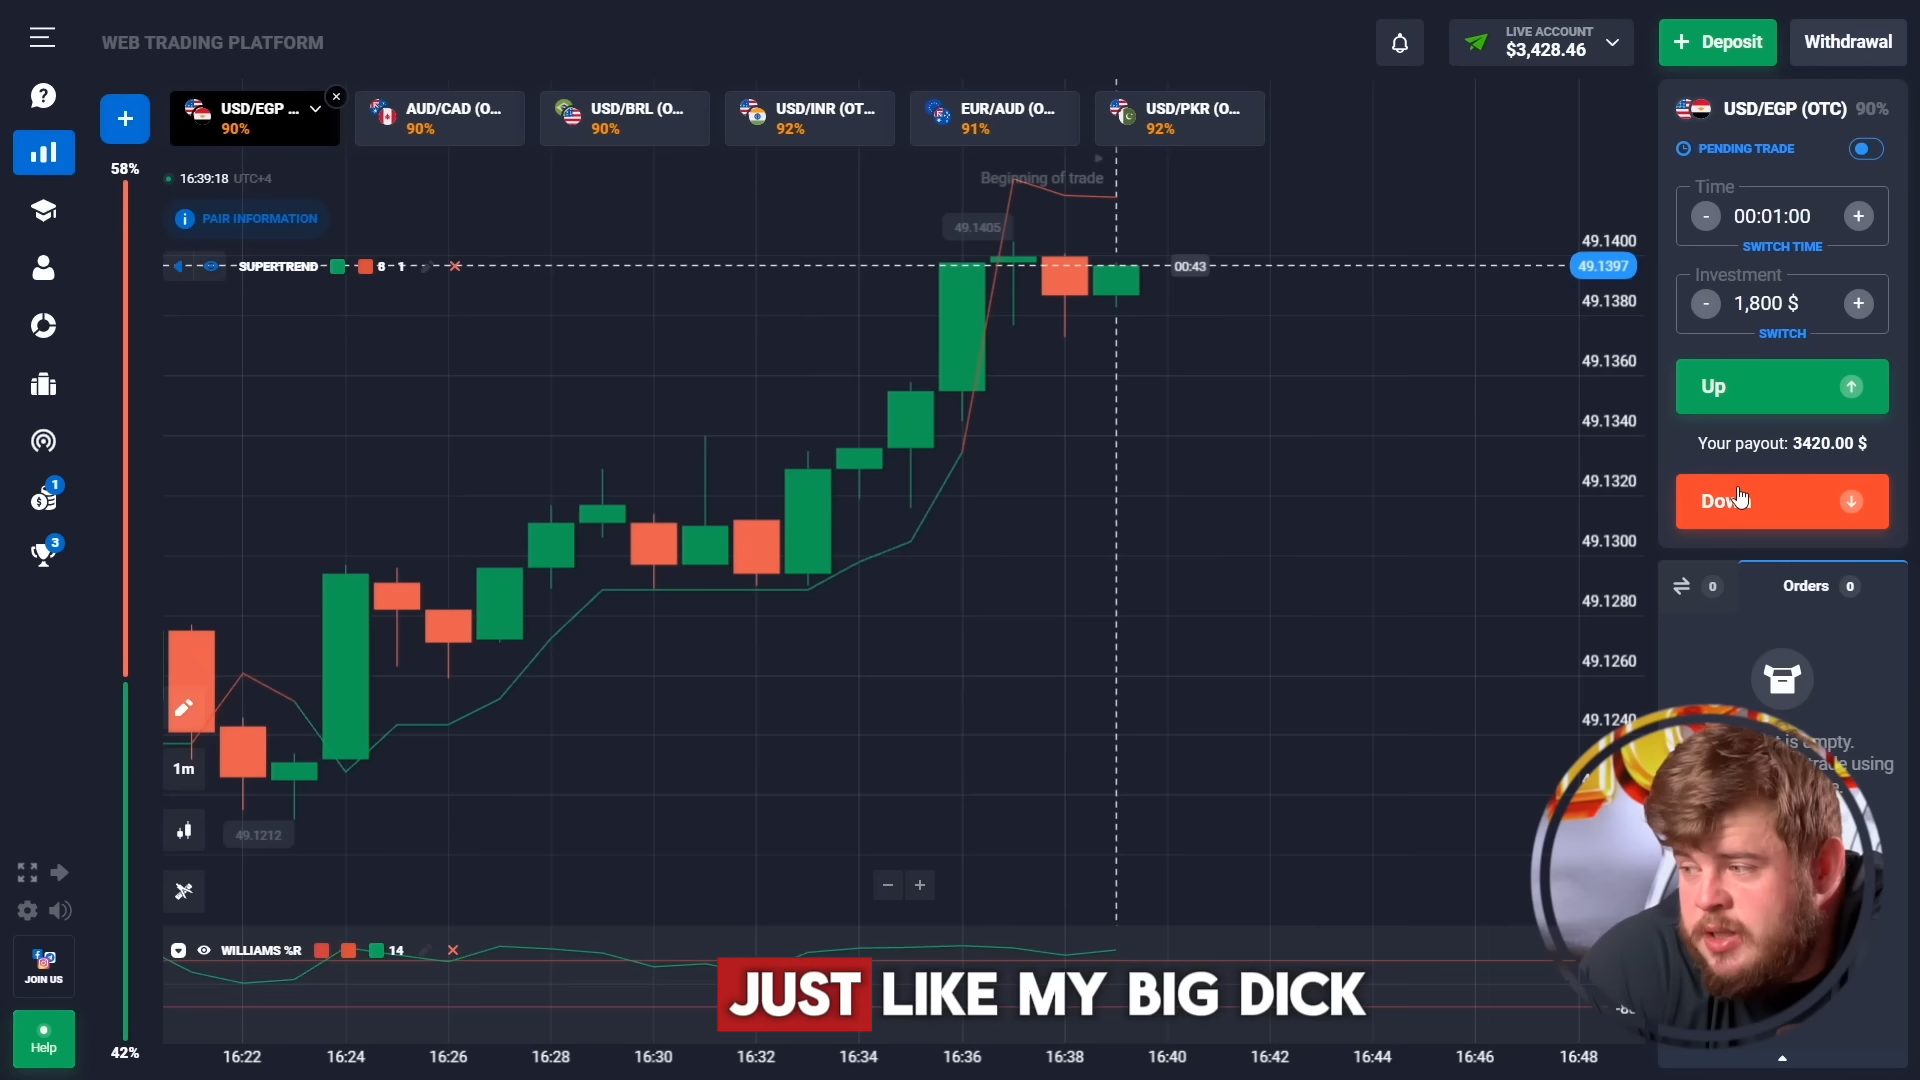 WEB TRADING PLATFORM
LIVE ACCOUNT
$3,428.46
Deposit
Withdrawal
USD/EGP ...
90%
AUD/CAD (O...
90%
USD/BRL (O...
90%
USD/INR (OT...
92%
EUR/AUD (O...
91%
USD/PKR (O...
92%
USD/EGP (OTC) 90%
PENDING TRADE
58%
16:39:18 UTC+4
Beginning of trade
PAIR INFORMATION
Time
- 00:01:00 +
SWITCH TIME
49.1405
SUPERTREND 6 1
00:43
49.1400
49.1397
49.1380
49.1360
49.1340
49.1320
49.1300
49.1280
49.1260
49.1240
Investment
- 1,800 $ +
SWITCH
Up
Your payout: 3420.00 $
Down
0
Orders 0
is empty.
trade using
1
3
1m
49.1212
WILLIAMS %R 14
JUST LIKE MY BIG DICK
JOIN US
Help
42%
16:22 16:24 16:26 16:28 16:30 16:32 16:34 16:36 16:38 16:40 16:42 16:44 16:46 16:48